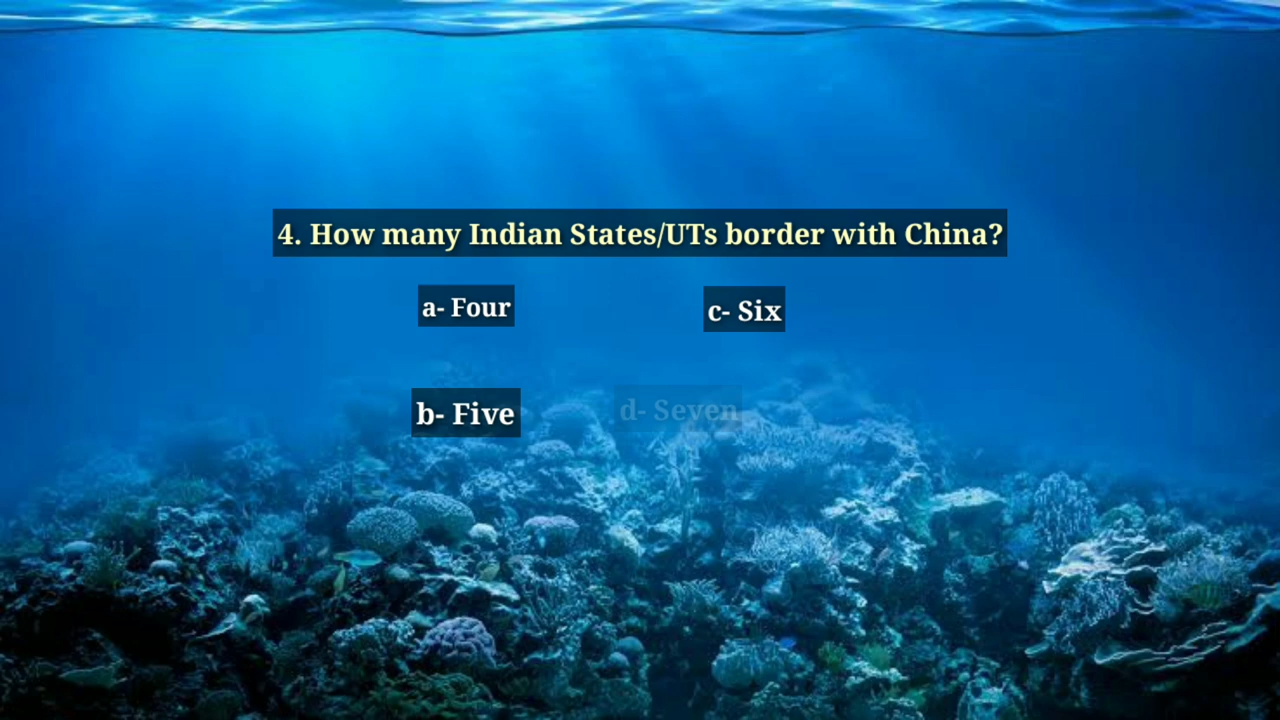 4. How many Indian States/UTs border with China?
a- Four
c- Six
b- Five
d- Seven